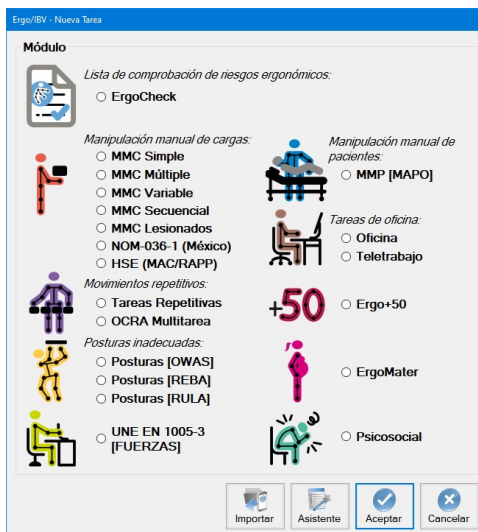 Ergo/IBV - Nueva Tarea
Módulo
Lista de comprobación de riesgos ergonómicos:
ErgoCheck
Manipulación manual de cargas:
MMC Simple
MMC Múltiple
MMC Variable
MMC Secuencial
MMC Lesionados
NOM-036-1 (México)
HSE (MAC/RAPP)
Movimientos repetitivos:
Tareas Repetitivas
OCRA Multitarea
Posturas inadecuadas:
Posturas [OWAS]
Posturas [REBA]
Posturas [RULA]
UNE EN 1005-3
[FUERZAS]
Manipulación manual de
pacientes:
MMP [MAPO]
Tareas de oficina:
Oficina
Teletrabajo
+50
Ergo+50
ErgoMater
Psicosocial
Importar
Asistente
Aceptar
Cancelar